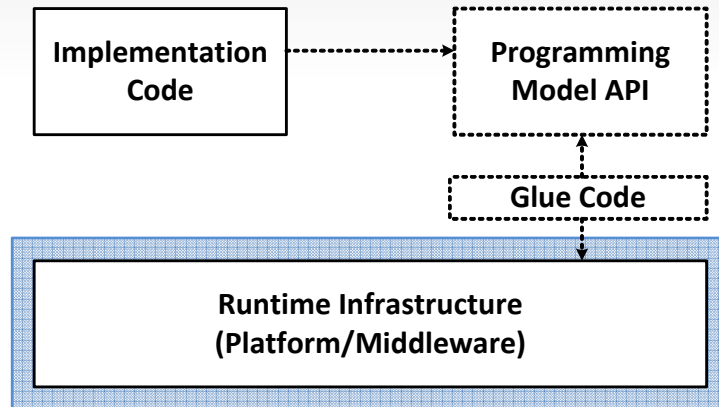 Implementation
Code
Programming
Model API
Glue Code
Runtime Infrastructure
(Platform/Middleware)